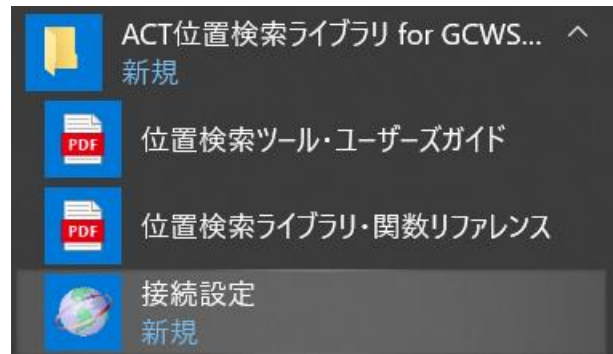 ACT位置検索ライブラリ for GCWS...
新規
PDF
位置検索ツール・ユーザーズガイド
PDF
位置検索ライブラリ・関数リファレンス
接続設定
新規